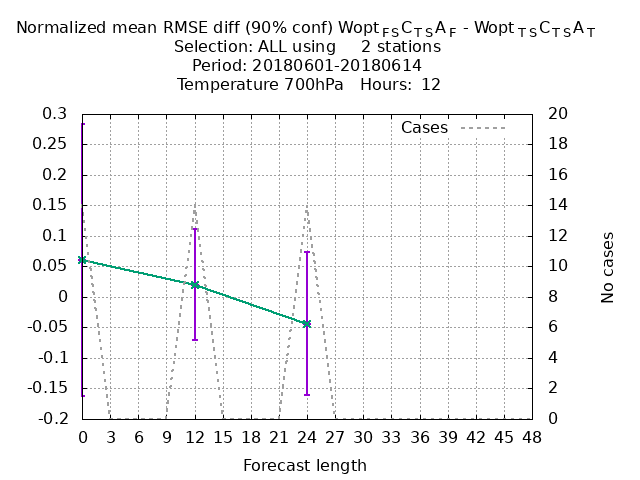 Normalized mean RMSE diff (90% conf) Wopt FS C TS A F - Wopt TS C TS A T
Selection: ALL using 2 stations
Period: 20180601-20180614
Temperature 700hPa Hours: 12
Cases
0.3
0.25
0.2
0.15
0.1
0.05
0
-0.05
-0.1
-0.15
-0.2
20
18
16
14
12
10
8
6
4
2
0
No cases
0 3 6 9 12 15 18 21 24 27 30 33 36 39 42 45 48
Forecast length